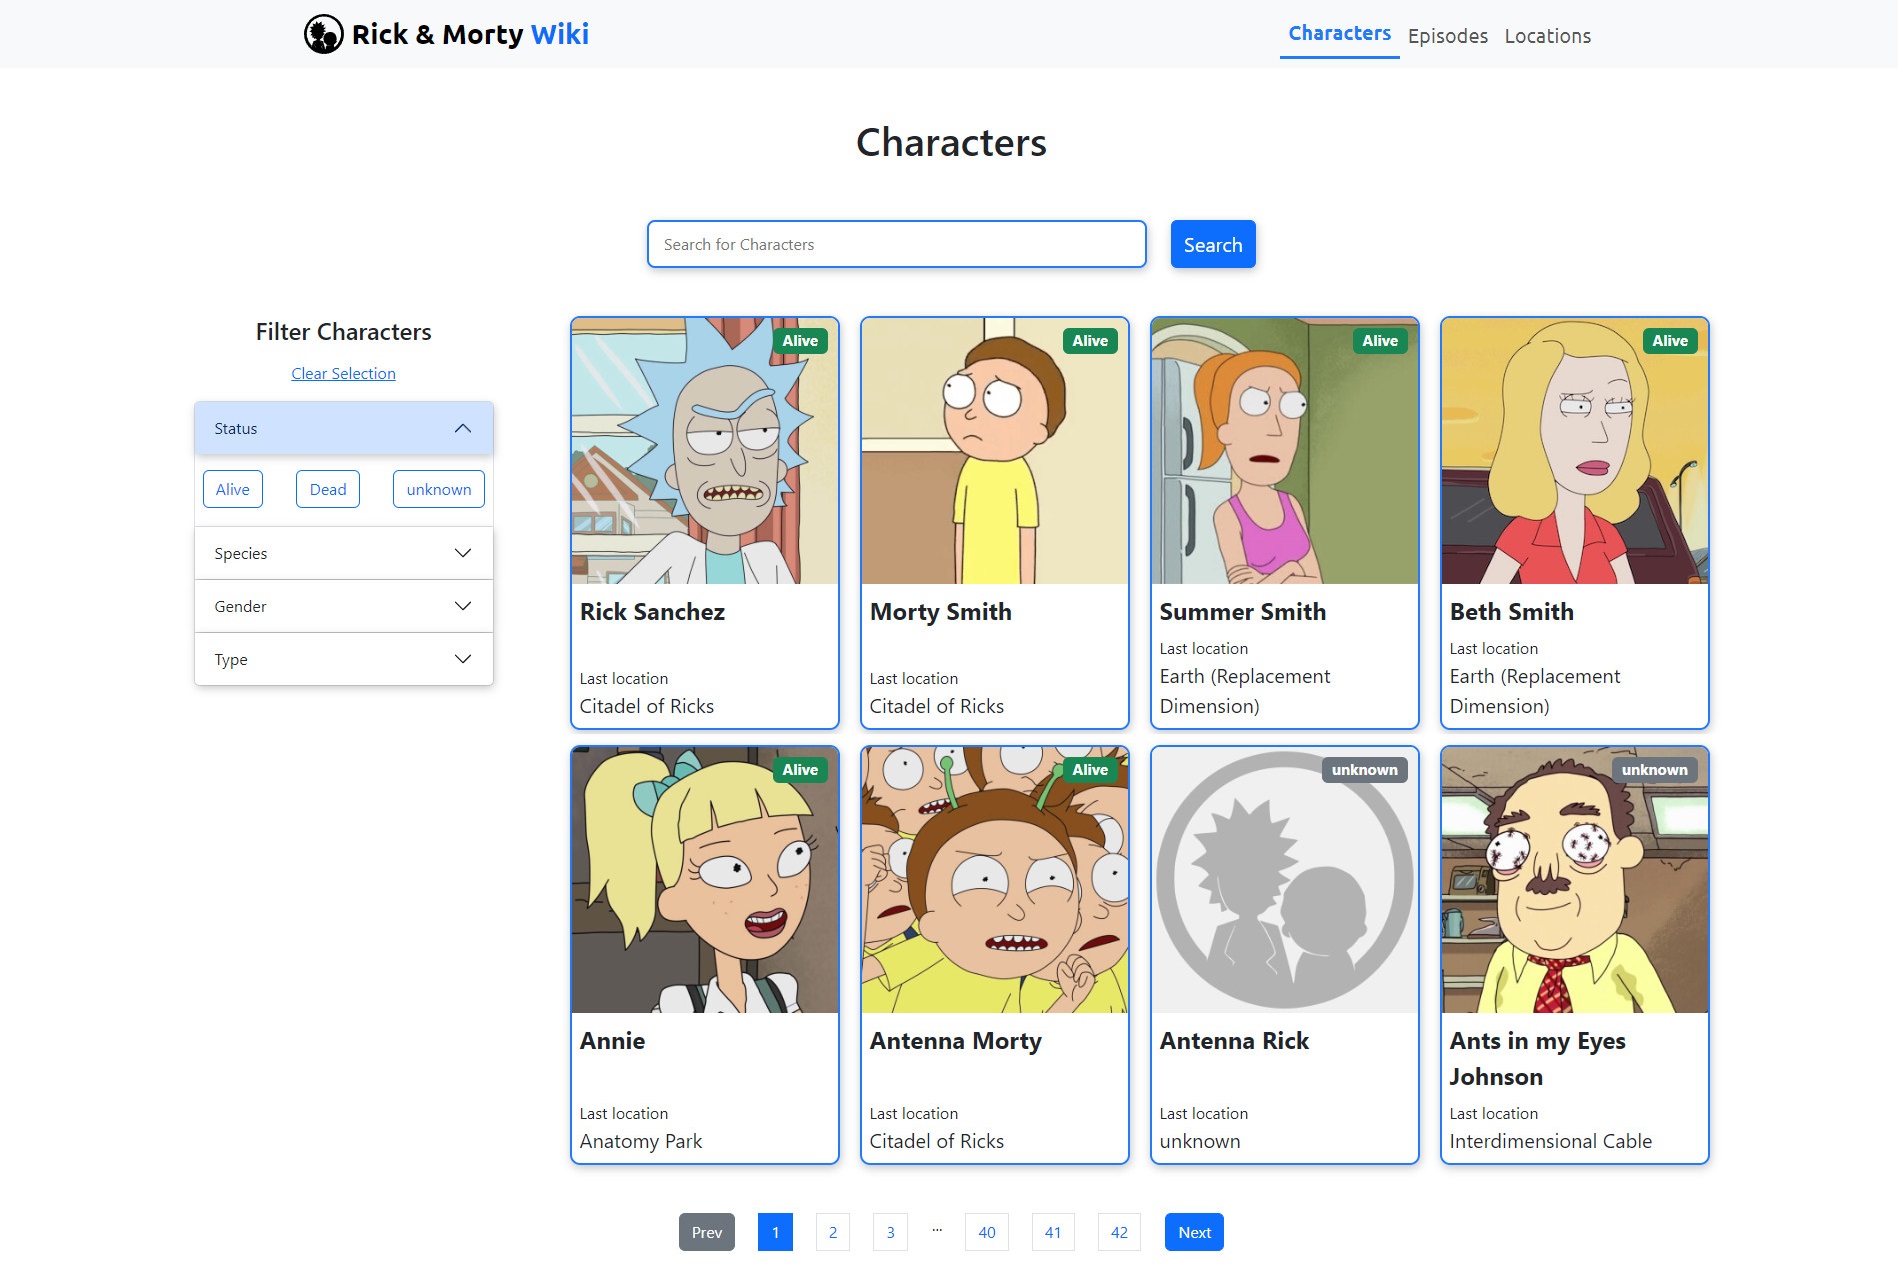 Rick & Morty Wiki
Characters Episodes Locations
Characters
Search for Characters
Search
Filter Characters
Clear Selection
Status
Alive Dead unknown
Species
Gender
Type
Alive
Rick Sanchez
Last location
Citadel of Ricks
Alive
Morty Smith
Last location
Citadel of Ricks
Alive
Summer Smith
Last location
Earth (Replacement
Dimension)
Alive
Beth Smith
Last location
Earth (Replacement
Dimension)
Alive
Annie
Last location
Anatomy Park
Alive
Antenna Morty
Last location
Citadel of Ricks
unknown
Antenna Rick
Last location
unknown
unknown
Ants in my Eyes
Johnson
Last location
Interdimensional Cable
Prev 1 2 3 ... 40 41 42 Next